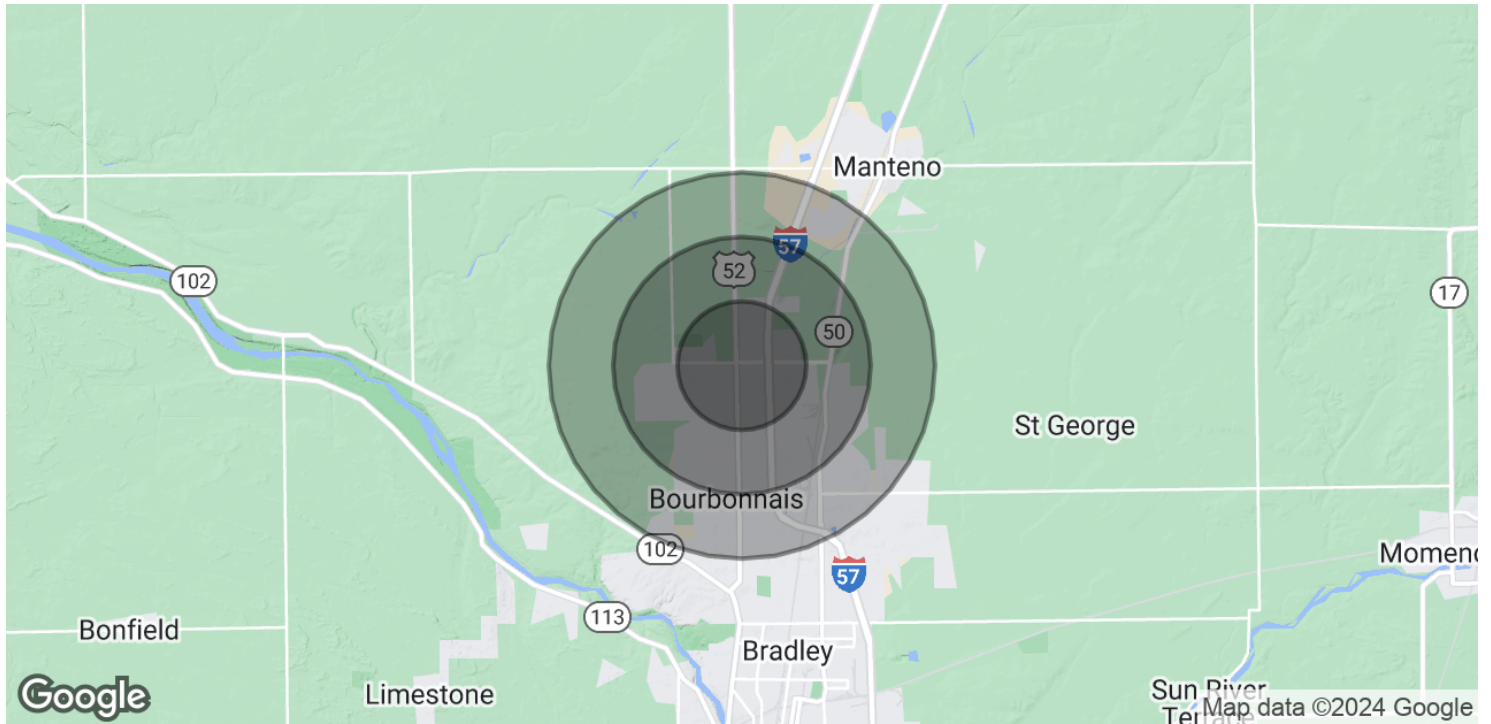 Manteno
57
52
102
17
50
St George
Bourbonnais
102
Momenc
57
113
Bonfield
Bradley
Limestone
Sun River
Terrace
Google
Map data ©2024 Google